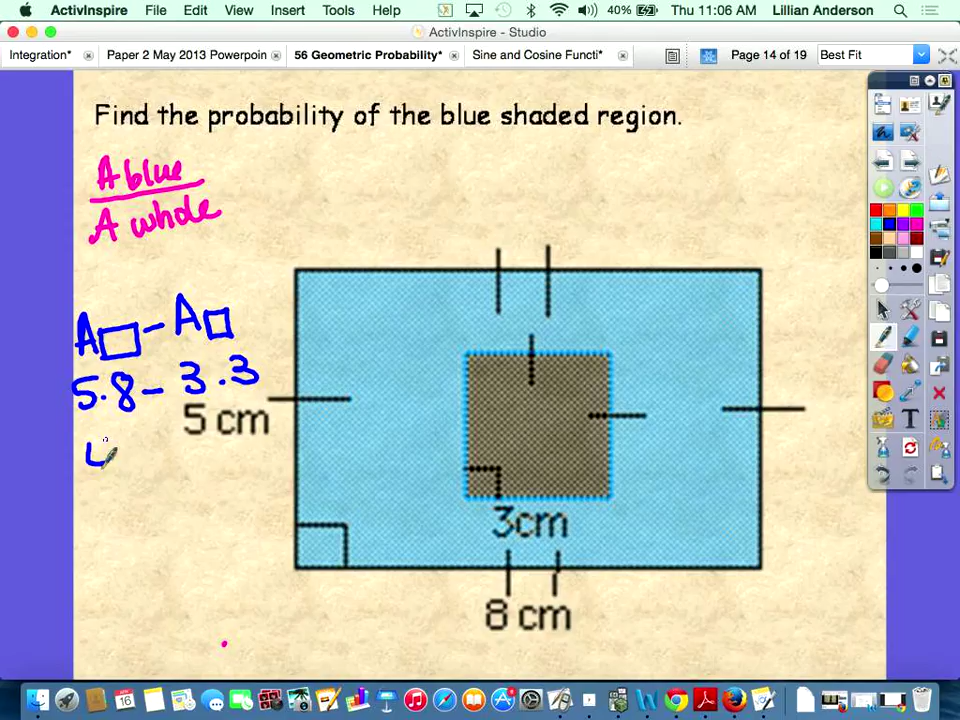 ActivInspire File Edit View Insert Tools Help 40% Thu 11:06 AM Lillian Anderson
ActivInspire - Studio
Integration* Paper 2 May 2013 Powerpoin 56 Geometric Probability* Sine and Cosine Functi* Page 14 of 19 Best Fit
Find the probability of the blue shaded region.
A blue
A whole
A - A
5.8 - 3.3
5 cm
3cm
8 cm